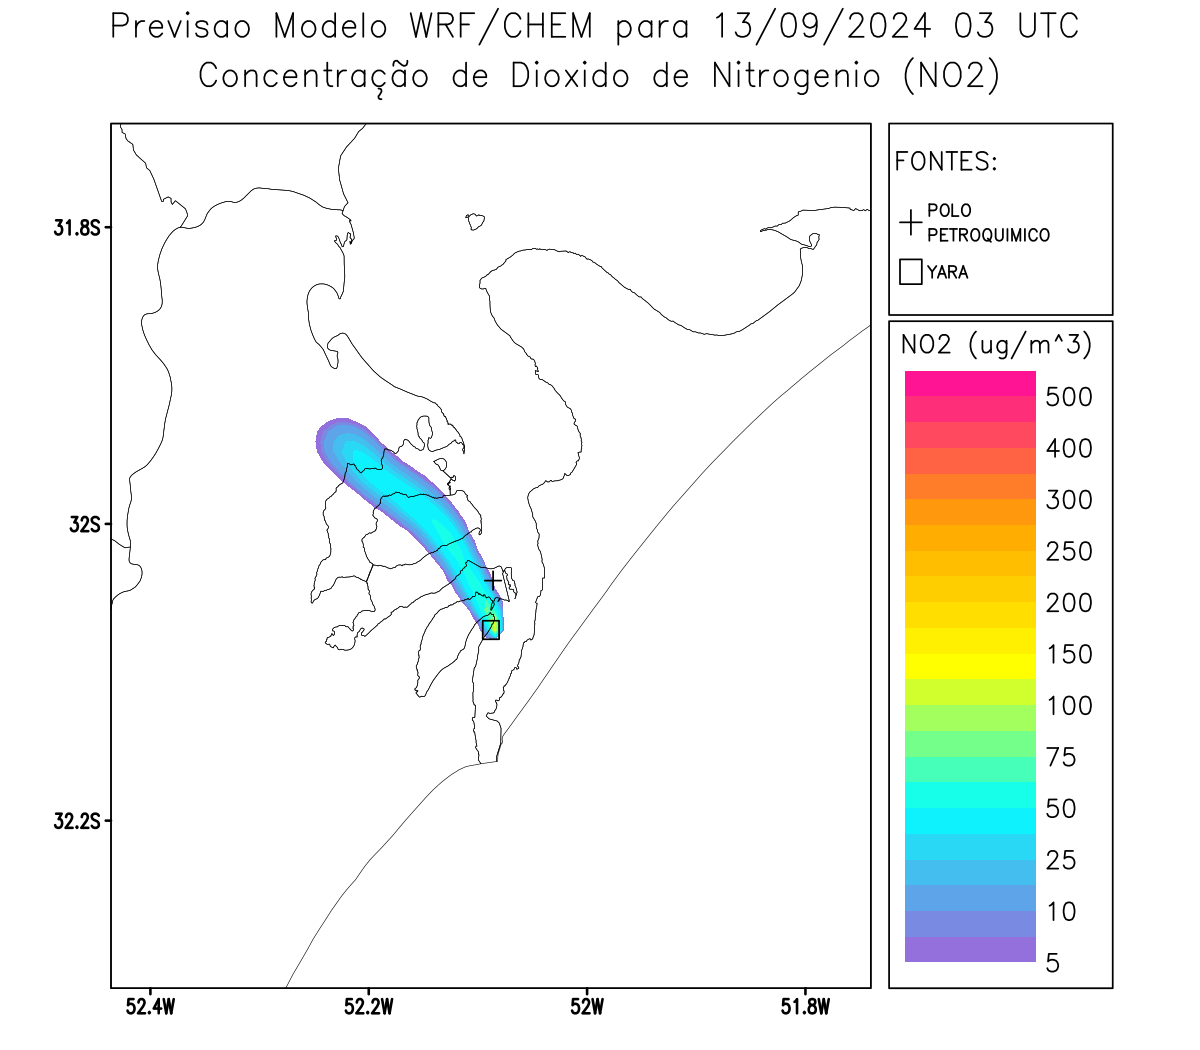 Previsao Modelo WRF/CHEM para 13/09/2024 03 UTC
Concentração de Dioxido de Nitrogenio (NO2)
FONTES:
POLO
PETROQUIMICO
YARA
NO2 (ug/m^3)
500
400
300
250
200
150
100
75
50
25
10
5
31.8S
32S
32.2S
52.4W
52.2W
52W
51.8W